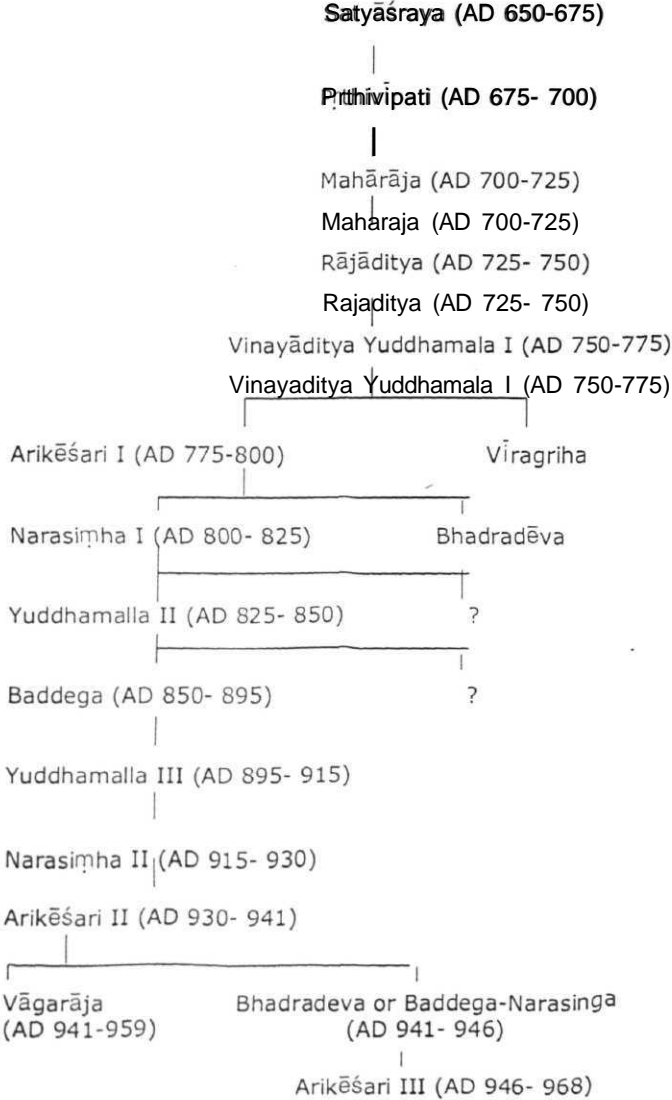 Satyāśraya (AD 650-675)
Pṛthivīpati (AD 675- 700)
Mahārāja (AD 700-725)
Maharaja (AD 700-725)
Rājāditya (AD 725- 750)
Rajaditya (AD 725- 750)
Vinayāditya Yuddhamala I (AD 750-775)
Vinayaditya Yuddhamala I (AD 750-775)
Arikēśari I (AD 775-800) Vīragriha
Narasiṃha I (AD 800- 825) Bhadradēva
Yuddhamalla II (AD 825- 850) ?
Baddega (AD 850- 895) ?
Yuddhamalla III (AD 895- 915)
Narasiṃha II (AD 915- 930)
Arikēśari II (AD 930- 941)
Vāgarāja Bhadradeva or Baddega-Narasinga
(AD 941-959) (AD 941- 946)
Arikēśari III (AD 946- 968)